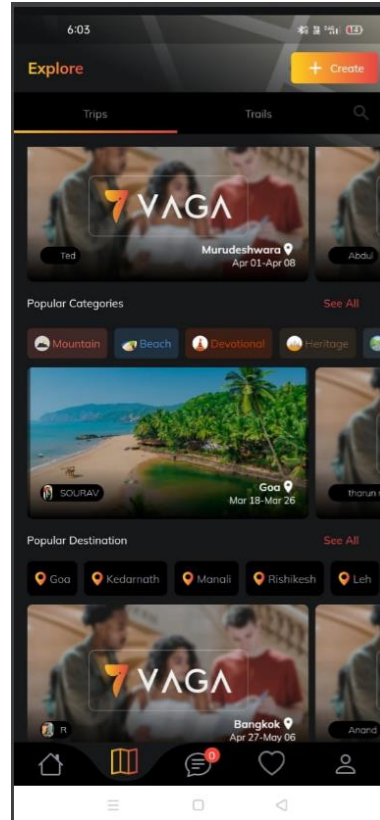 6:03
14
Explore
+ Create
Trips Trails
VAGA
Ted
Murudeshwara
Apr 01-Apr 08
Abdul
Popular Categories See All
Mountain Beach Devotional Heritage
SOURAV
Goa
Mar 18-Mar 26
tharun
Popular Destination See All
Goa Kedarnath Manali Rishikesh Leh
VAGA
R
Bangkok
Apr 27-May 06
Anand
0